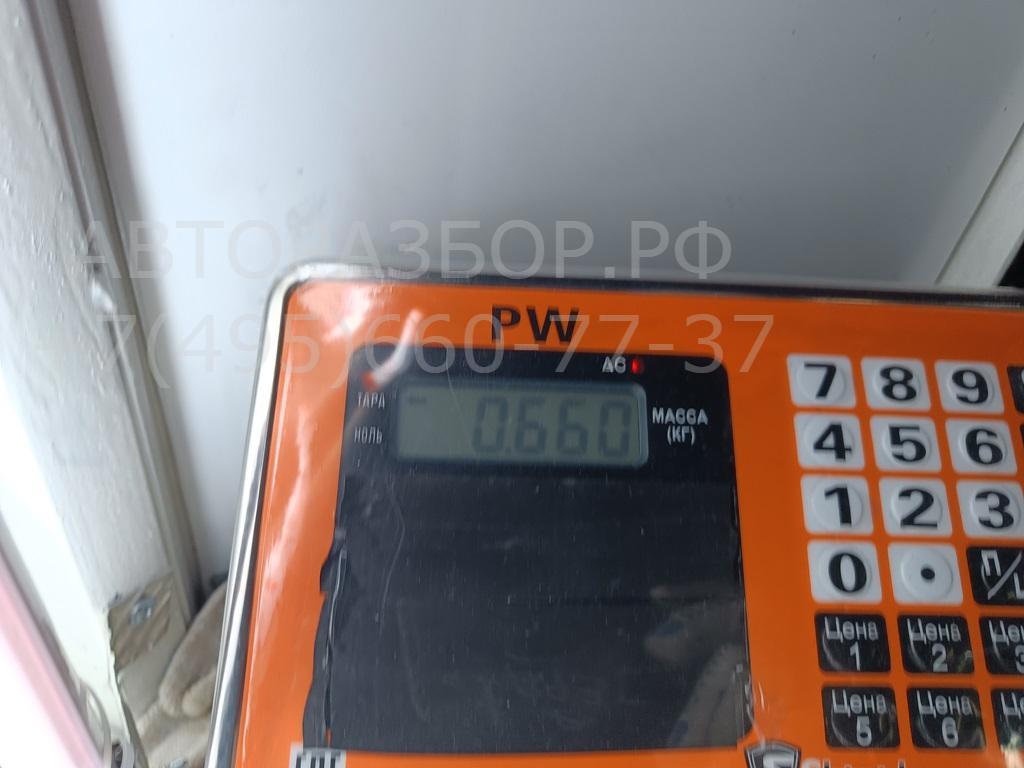 АВТОРАЗБОР.РФ
7(495)660-77-37
PW
AC
ТАРА
НОЛЬ
0.660
МАССА
(КГ)
7 8 9
4 5 6
1 2 3
0 •
Цена 1
Цена 2
Цена 5
Цена 6